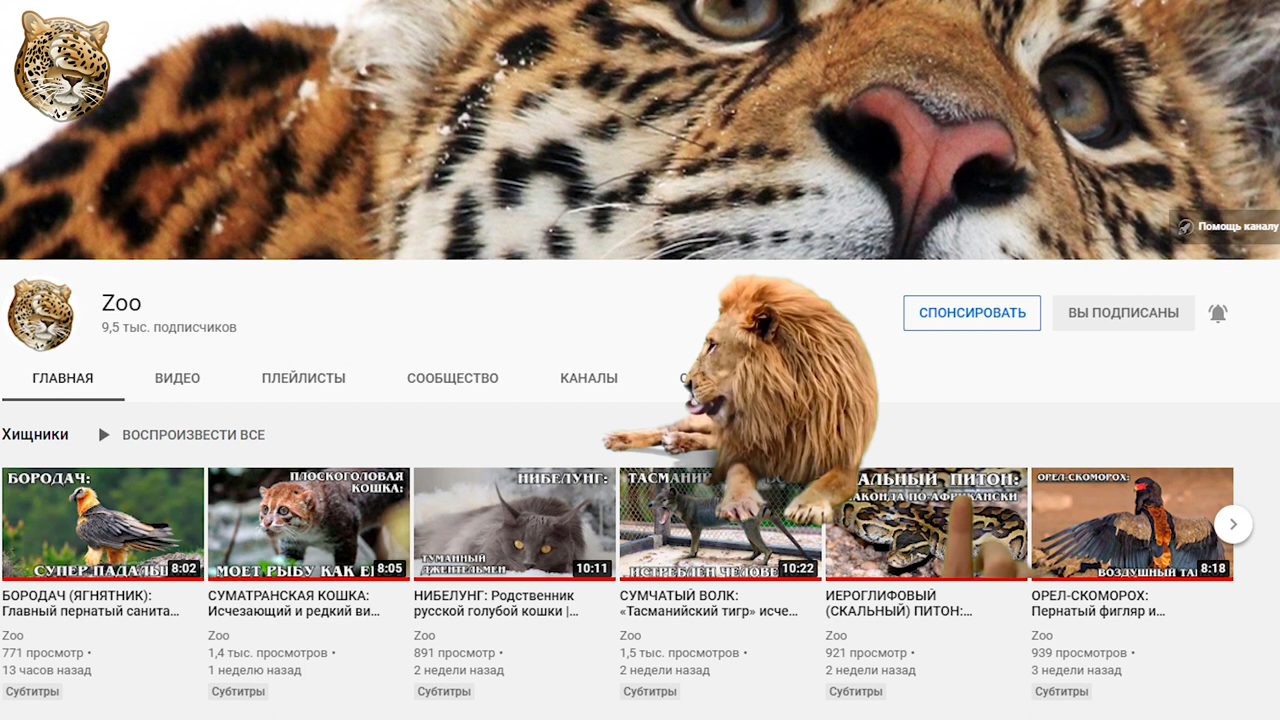 Помощь каналу
Zoo
9,5 тыс. подписчиков
СПОНСИРОВАТЬ
ВЫ ПОДПИСАНЫ
ГЛАВНАЯ
ВИДЕО
ПЛЕЙЛИСТЫ
СООБЩЕСТВО
КАНАЛЫ
Хищники
ВОСПРОИЗВЕСТИ ВСЕ
БОРОДАЧ:
8:02
БОРОДАЧ (ЯГНЯТНИК):
Главный пернатый санита...
Zoo
771 просмотр •
13 часов назад
Субтитры
ПЛОСКОГОЛОВАЯ
КОШКА:
МОЕТ РЫБУ КАК
8:05
СУМАТРАНСКАЯ КОШКА:
Исчезающий и редкий ви...
Zoo
1,4 тыс. просмотров •
1 неделю назад
Субтитры
НИБЕЛУНГ:
ТУМАННЫЙ
ДЖЕНТЕЛЬМЕН
10:11
НИБЕЛУНГ: Родственник
русской голубой кошки |...
Zoo
891 просмотр •
2 недели назад
Субтитры
ИСТРЕБЛЕН
10:22
СУМЧАТЫЙ ВОЛК:
«Тасманийский тигр» исче...
Zoo
1,5 тыс. просмотров •
2 недели назад
Субтитры
ПИТОН:
ПО-АФРИКАНСКИ
ИЕРОГЛИФОВЫЙ
(СКАЛЬНЫЙ) ПИТОН:...
Zoo
921 просмотр •
2 недели назад
Субтитры
ОРЕЛ-СКОМОРОХ:
ВОЗДУШНЫЙ
8:18
ОРЕЛ-СКОМОРОХ:
Пернатый фигляр и...
Zoo
939 просмотров •
3 недели назад
Субтитры